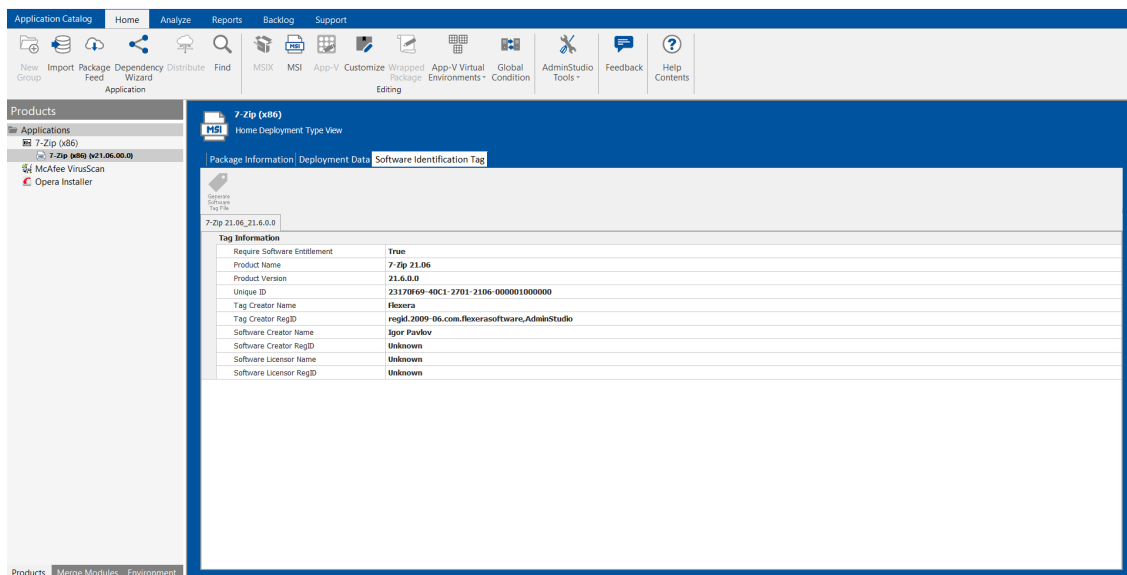 Application Catalog Home Analyze Reports Backlog Support
New Group Import Package Feed Dependency Wizard Distribute Find MSIX MSI App-V Customize Wrapped Package App-V Virtual Environments Global Condition AdminStudio Tools Feedback Help Contents
Application Editing
Products
Applications
7-Zip (x86)
7-Zip (x86) (v21.06.00.0)
McAfee VirusScan
Opera Installer
MSI
7-Zip (x86)
Home Deployment Type View
Package Information Deployment Data Software Identification Tag
Generate
Software
Tag File
7-Zip 21.06_21.6.0.0
Tag Information
Require Software Entitlement True
Product Name 7-Zip 21.06
Product Version 21.6.0.0
Unique ID 23170F69-40C1-2701-2106-000001000000
Tag Creator Name Flexera
Tag Creator RegID regid.2009-06.com.flexerasoftware,AdminStudio
Software Creator Name Igor Pavlov
Software Creator RegID Unknown
Software Licensor Name Unknown
Software Licensor RegID Unknown
Products Merge Modules Environment